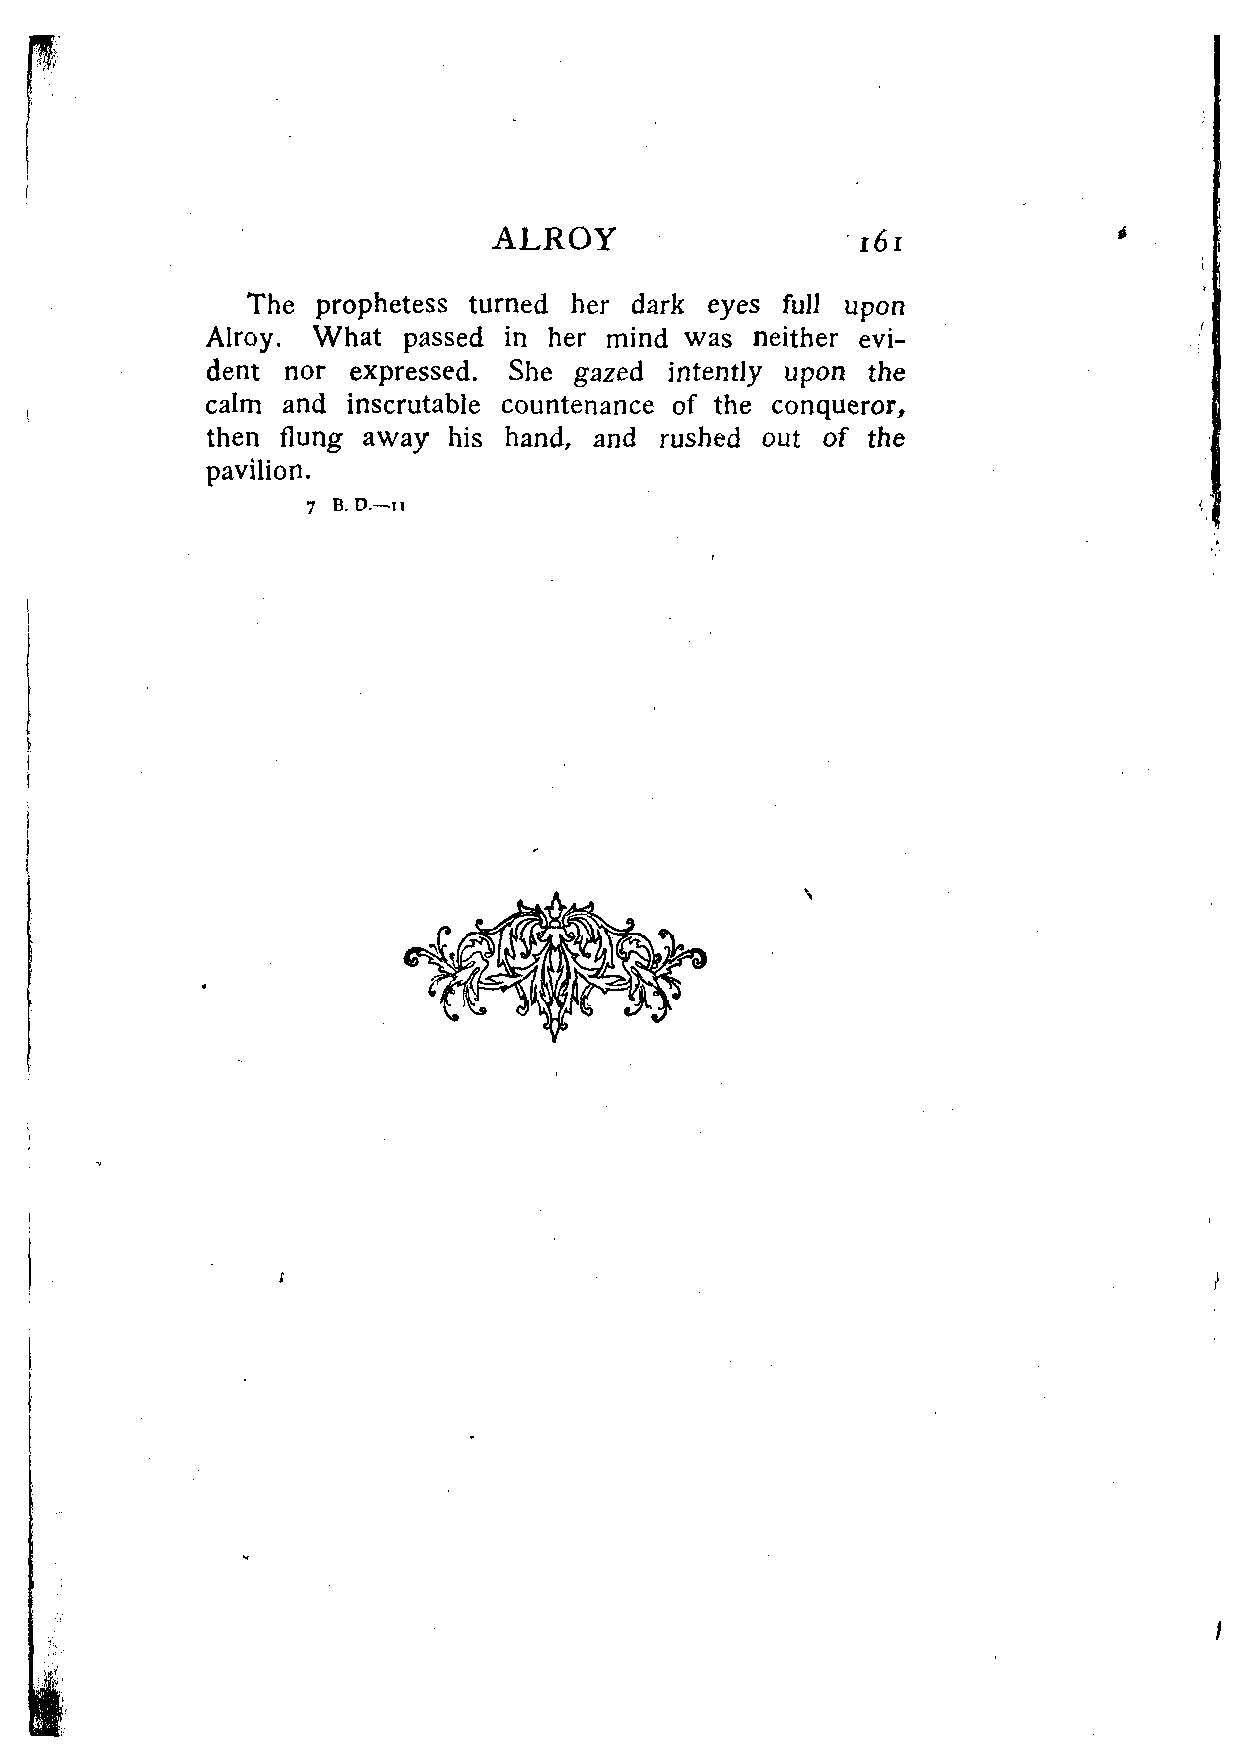 ALROY 161
The prophetess turned her dark eyes full upon
Alroy. What passed in her mind was neither evi-
dent nor expressed. She gazed intently upon the
calm and inscrutable countenance of the conqueror,
then flung away his hand, and rushed out of the
pavilion.
7 B. D.—11